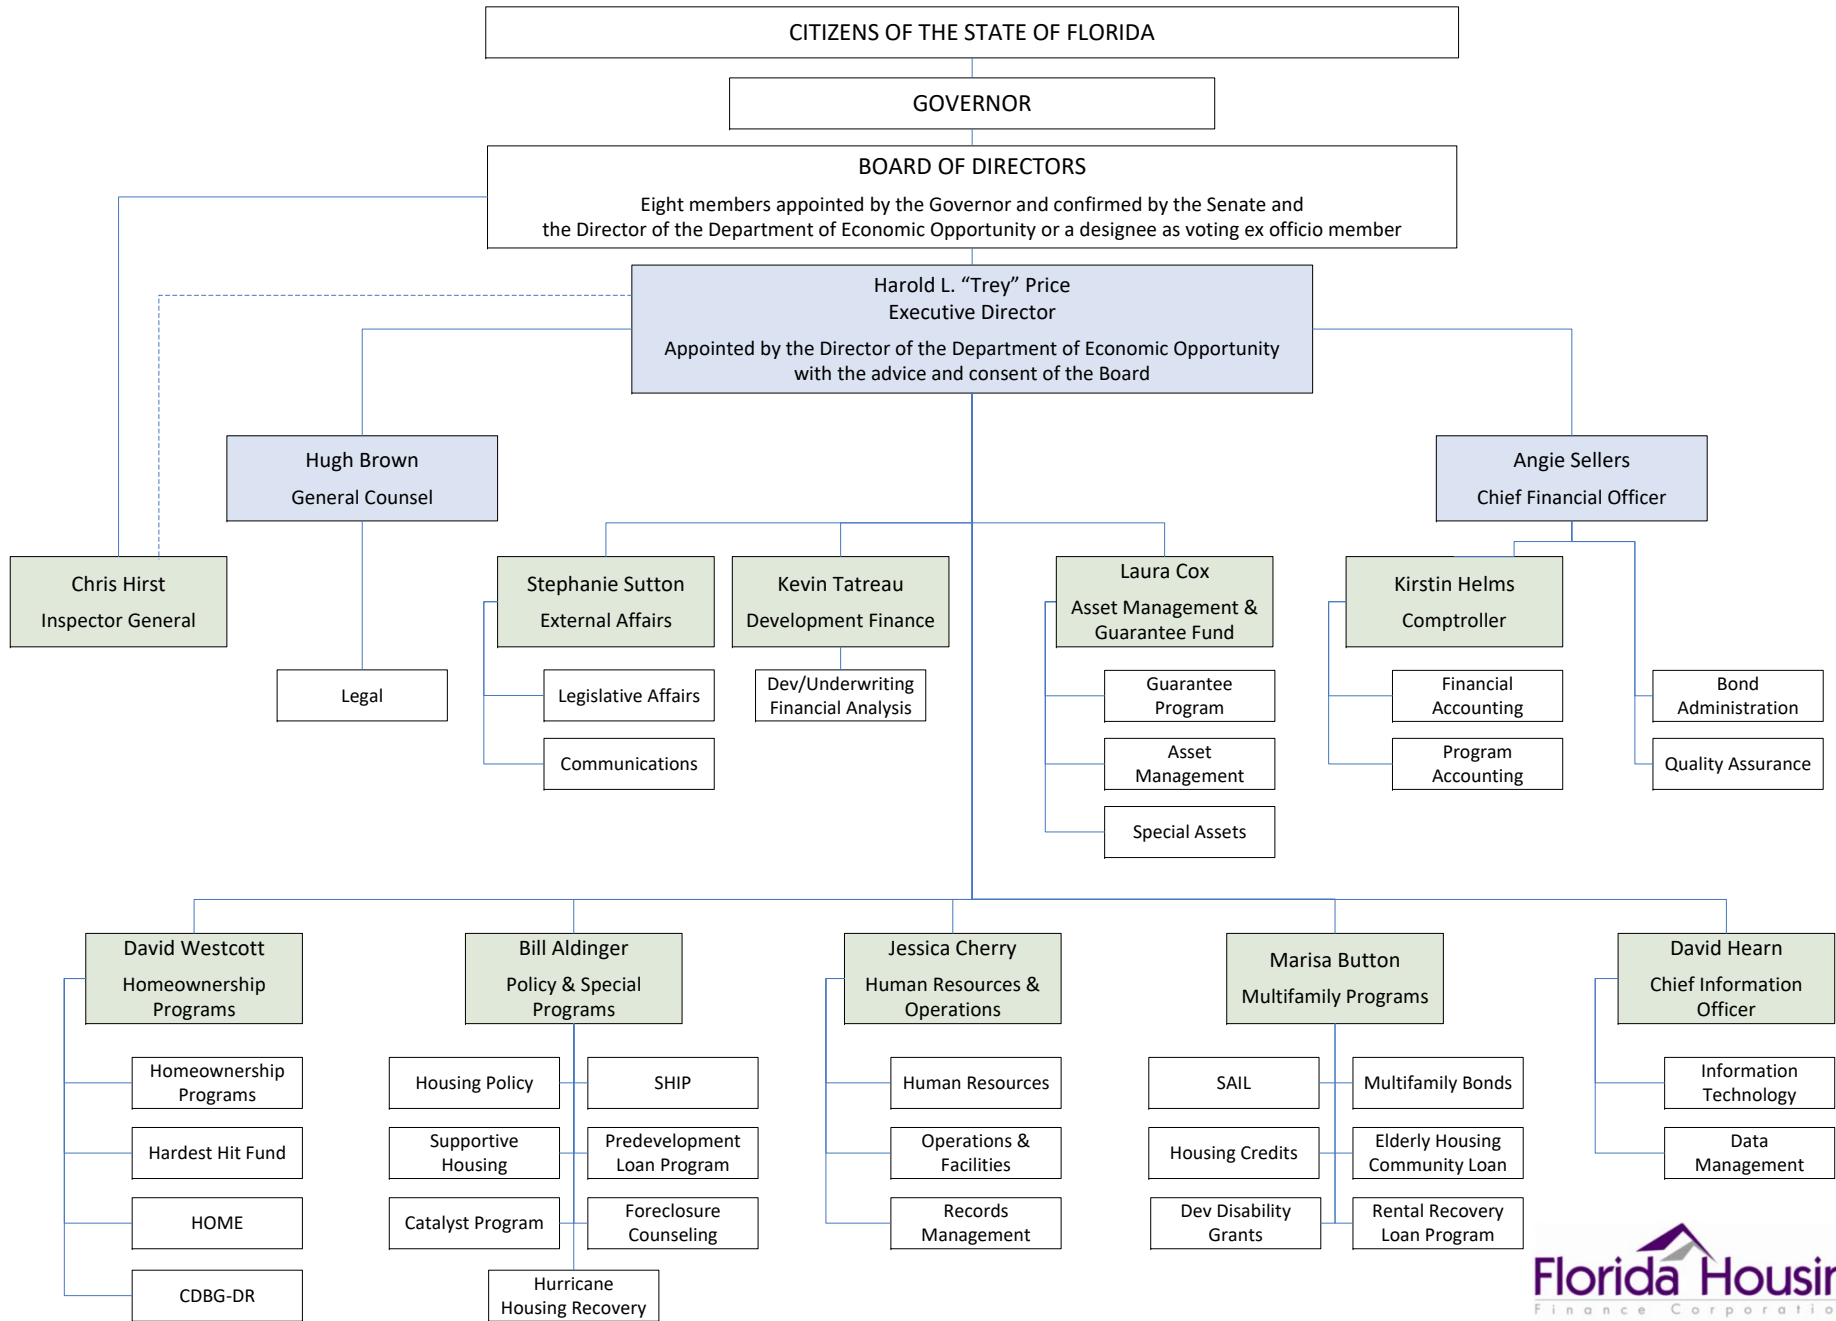 CITIZENS OF THE STATE OF FLORIDA
GOVERNOR
BOARD OF DIRECTORS
Eight members appointed by the Governor and confirmed by the Senate and
the Director of the Department of Economic Opportunity or a designee as voting ex officio member
Harold L. “Trey” Price
Executive Director
Appointed by the Director of the Department of Economic Opportunity
with the advice and consent of the Board
Hugh Brown
General Counsel
Angie Sellers
Chief Financial Officer
Chris Hirst
Inspector General
Stephanie Sutton
External Affairs
Kevin Tatreau
Development Finance
Laura Cox
Asset Management &
Guarantee Fund
Kirstin Helms
Comptroller
Legal
Legislative Affairs
Communications
Dev/Underwriting
Financial Analysis
Guarantee
Program
Asset
Management
Special Assets
Financial
Accounting
Program
Accounting
Bond
Administration
Quality Assurance
David Westcott
Homeownership
Programs
Bill Aldinger
Policy & Special
Programs
Jessica Cherry
Human Resources &
Operations
Marisa Button
Multifamily Programs
David Hearn
Chief Information
Officer
Homeownership
Programs
Hardest Hit Fund
HOME
CDBG-DR
Housing Policy
SHIP
Supportive
Housing
Predevelopment
Loan Program
Catalyst Program
Foreclosure
Counseling
Hurricane
Housing Recovery
Human Resources
Operations &
Facilities
Records
Management
SAIL
Multifamily Bonds
Housing Credits
Elderly Housing
Community Loan
Dev Disability
Grants
Rental Recovery
Loan Program
Information
Technology
Data
Management
Florida Housin
Finance Corporatio